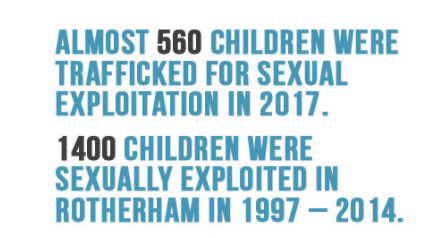 ALMOST 560 CHILDREN WERE
TRAFFICKED FOR SEXUAL
EXPLOITATION IN 2017.
1400 CHILDREN WERE
SEXUALLY EXPLOITED IN
ROTHERHAM IN 1997 – 2014.